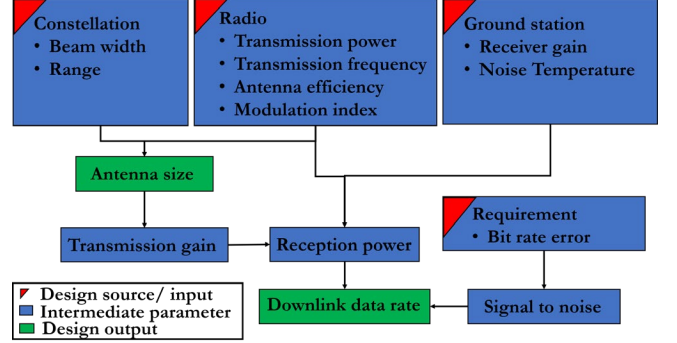 Constellation
• Beam width
• Range
Radio
• Transmission power
• Transmission frequency
• Antenna efficiency
• Modulation index
Ground station
• Receiver gain
• Noise Temperature
Antenna size
Transmission gain
Reception power
Requirement
• Bit rate error
Downlink data rate
Signal to noise
Design source/ input
Intermediate parameter
Design output